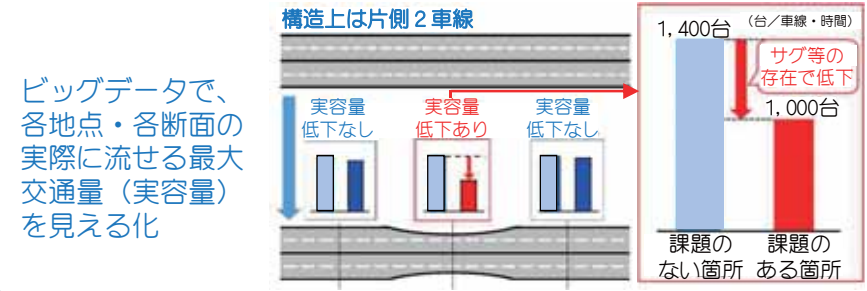 ビッグデータで、
各地点・各断面の
実際に流せる最大
交通量（実容量）
を見える化
構造上は片側２車線
実容量
低下なし
実容量
低下あり
実容量
低下なし
（台／車線・時間）
1,400台
サグ等の
存在で低下
1,000台
課題の
ない箇所
課題の
ある箇所